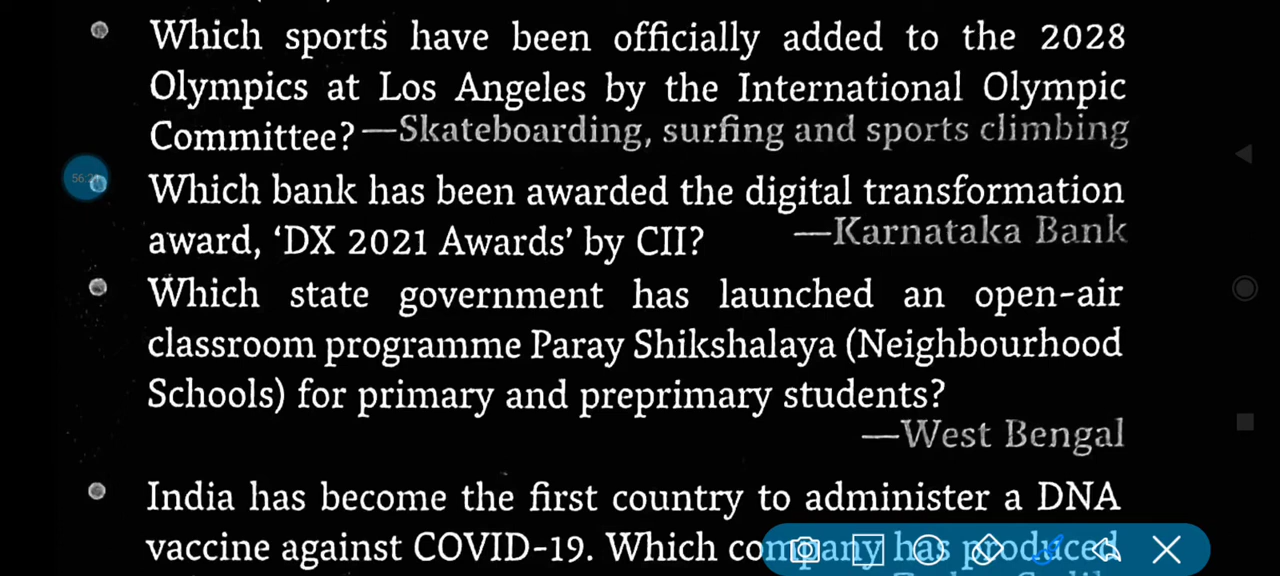 Which sports have been officially added to the 2028
Olympics at Los Angeles by the International Olympic
Committee? —Skateboarding, surfing and sports climbing
Which bank has been awarded the digital transformation
award, ‘DX 2021 Awards’ by CII? —Karnataka Bank
Which state government has launched an open-air
classroom programme Paray Shikshalaya (Neighbourhood
Schools) for primary and preprimary students?
—West Bengal
India has become the first country to administer a DNA
vaccine against COVID-19. Which company has produced